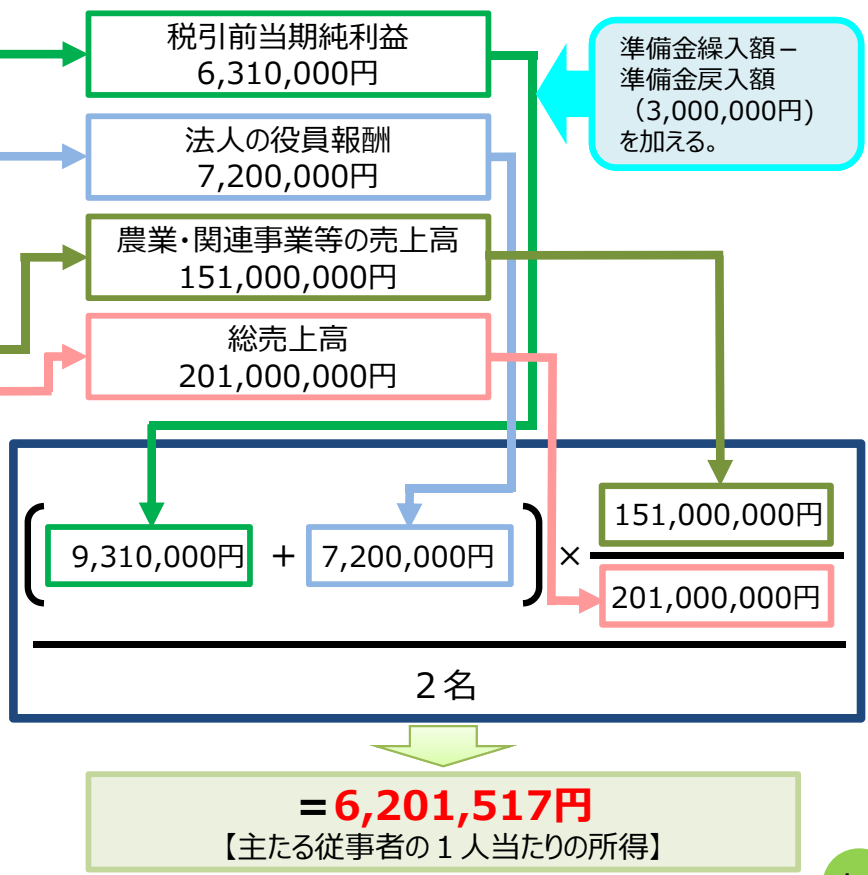 税引前当期純利益
6,310,000円
準備金繰入額－
準備金戻入額
（3,000,000円)
を加える。
法人の役員報酬
7,200,000円
農業・関連事業等の売上高
151,000,000円
総売上高
201,000,000円
9,310,000円 + 7,200,000円 × 151,000,000円
201,000,000円
２名
＝6,201,517円
【主たる従事者の１人当たりの所得】